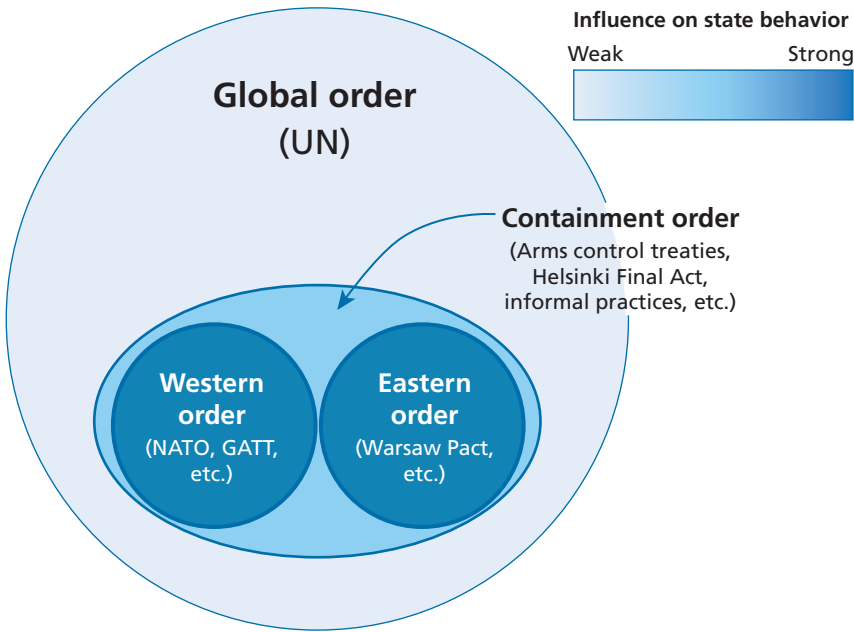 Influence on state behavior
Weak Strong
Global order
(UN)
Containment order
(Arms control treaties,
Helsinki Final Act,
informal practices, etc.)
Western
order
(NATO, GATT,
etc.)
Eastern
order
(Warsaw Pact,
etc.)